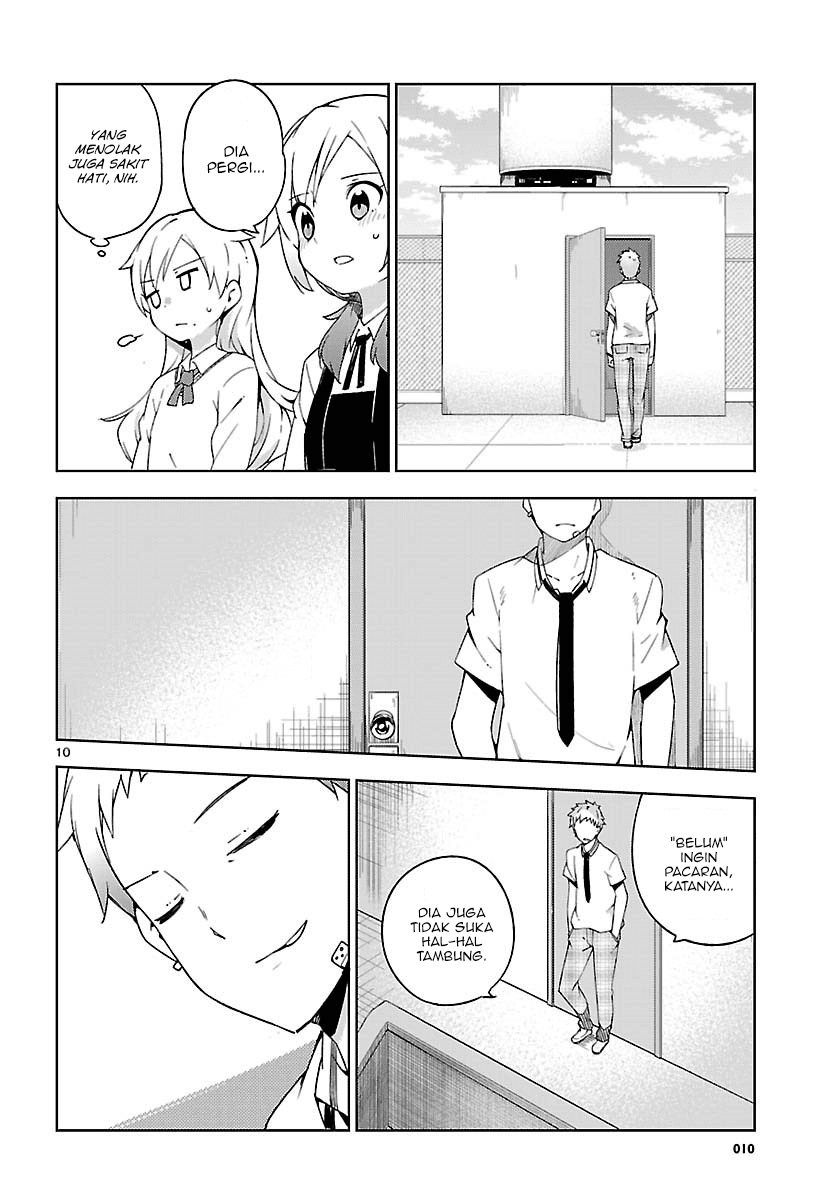 DIA
PERGI...
YANG
MENOLAK
JUGA SAKIT
HATI, NIH.
10
"BELUM"
INGIN
PACARAN,
KATANYA...
DIA JUGA
TIDAK SUKA
HAL-HAL
TAMBUNG.
010